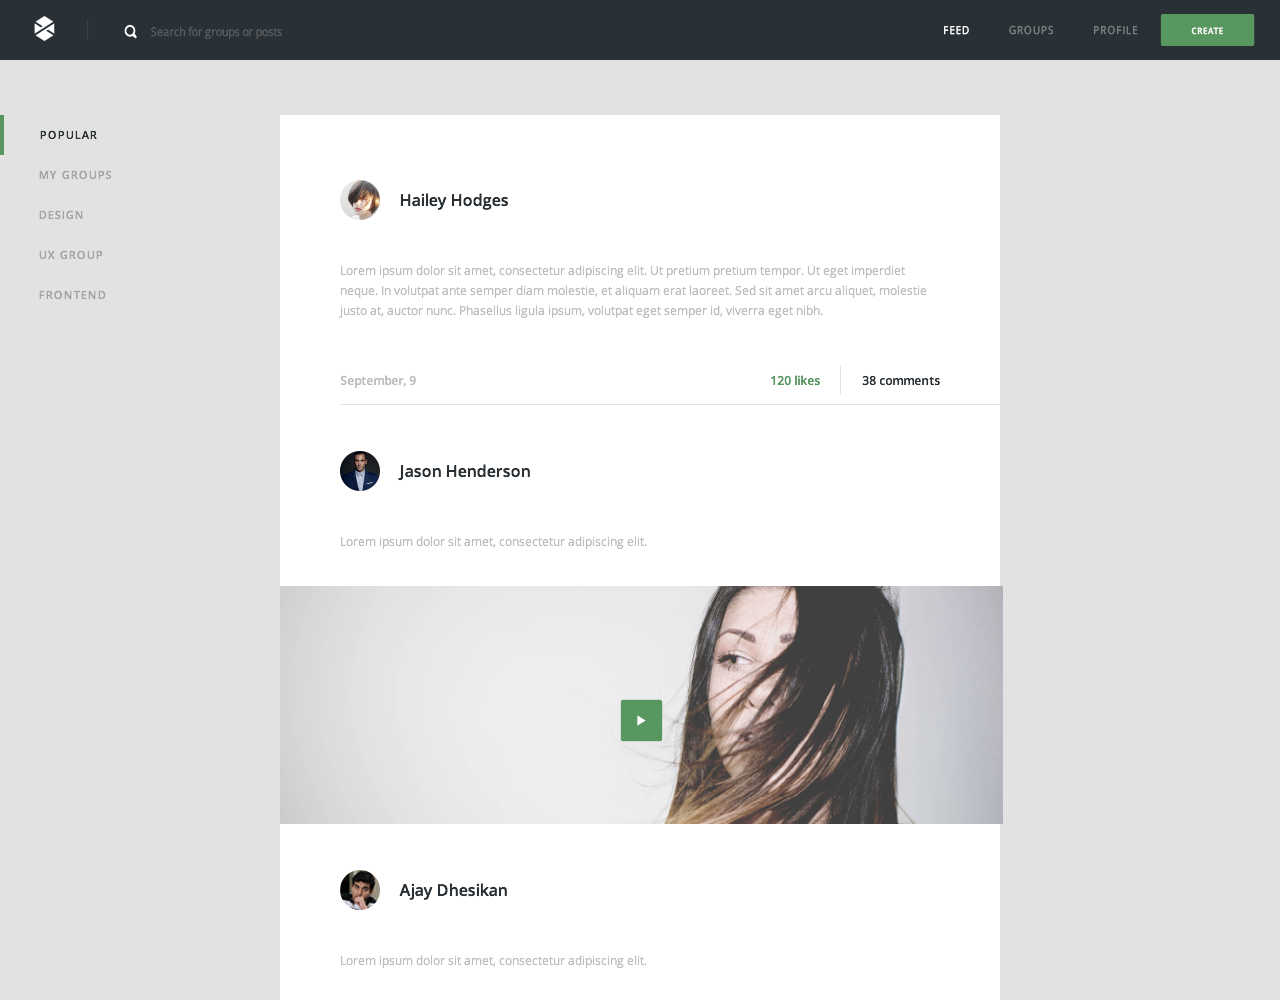 Search for groups or posts
FEED
GROUPS
PROFILE
CREATE
POPULAR
MY GROUPS
DESIGN
UX GROUP
FRONTEND
Hailey Hodges
Lorem ipsum dolor sit amet, consectetur adipiscing elit. Ut pretium pretium tempor. Ut eget imperdiet
neque. In volutpat ante semper diam molestie, et aliquam erat laoreet. Sed sit amet arcu aliquet, molestie
justo at, auctor nunc. Phasellus ligula ipsum, volutpat eget semper id, viverra eget nibh.
September, 9
120 likes
38 comments
Jason Henderson
Lorem ipsum dolor sit amet, consectetur adipiscing elit.
Ajay Dhesikan
Lorem ipsum dolor sit amet, consectetur adipiscing elit.